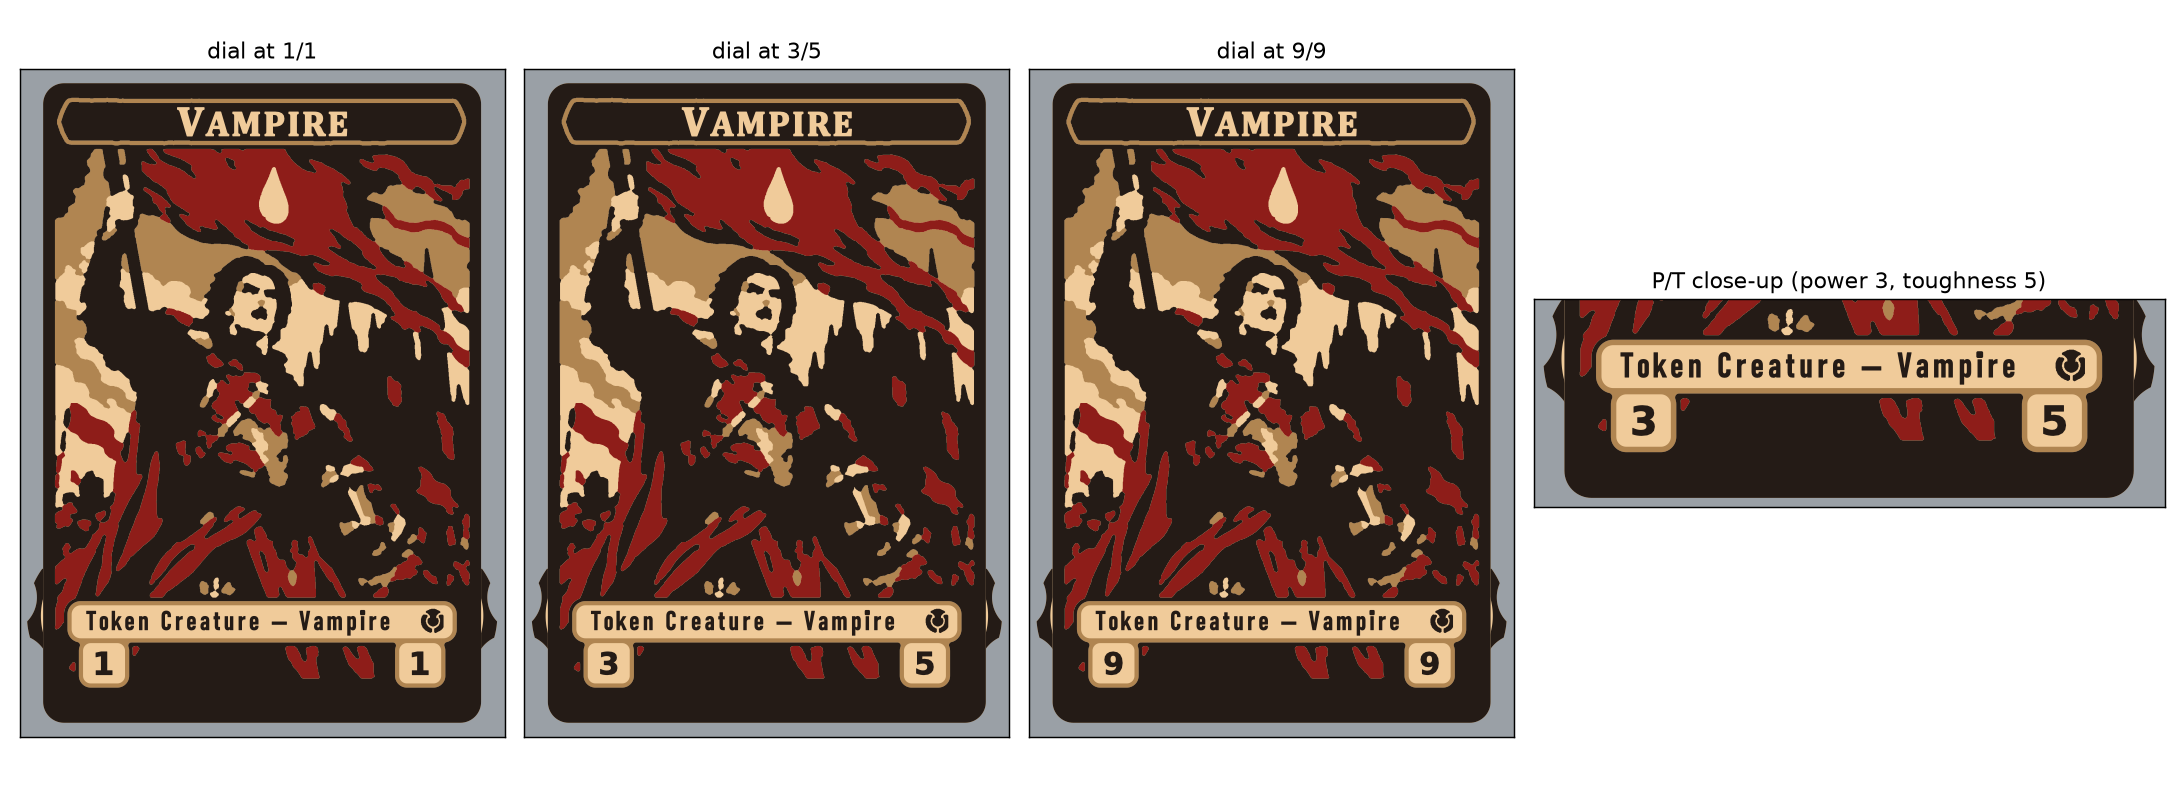 dial at 1/1
VAMPIRE
Token Creature – Vampire
1 1
dial at 3/5
VAMPIRE
Token Creature – Vampire
3 5
dial at 9/9
VAMPIRE
Token Creature – Vampire
9 9
P/T close-up (power 3, toughness 5)
Token Creature – Vampire
3 5